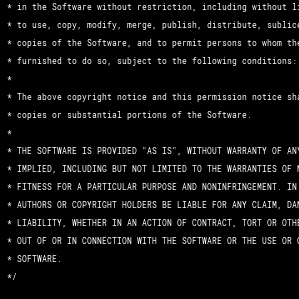 * in the Software without restriction, including without li
* to use, copy, modify, merge, publish, distribute, sublice
* copies of the Software, and to permit persons to whom the
* furnished to do so, subject to the following conditions:
*
* The above copyright notice and this permission notice sha
* copies or substantial portions of the Software.
*
* THE SOFTWARE IS PROVIDED "AS IS", WITHOUT WARRANTY OF ANY
* IMPLIED, INCLUDING BUT NOT LIMITED TO THE WARRANTIES OF M
* FITNESS FOR A PARTICULAR PURPOSE AND NONINFRINGEMENT. IN
* AUTHORS OR COPYRIGHT HOLDERS BE LIABLE FOR ANY CLAIM, DAM
* LIABILITY, WHETHER IN AN ACTION OF CONTRACT, TORT OR OTHE
* OUT OF OR IN CONNECTION WITH THE SOFTWARE OR THE USE OR O
* SOFTWARE.
*/